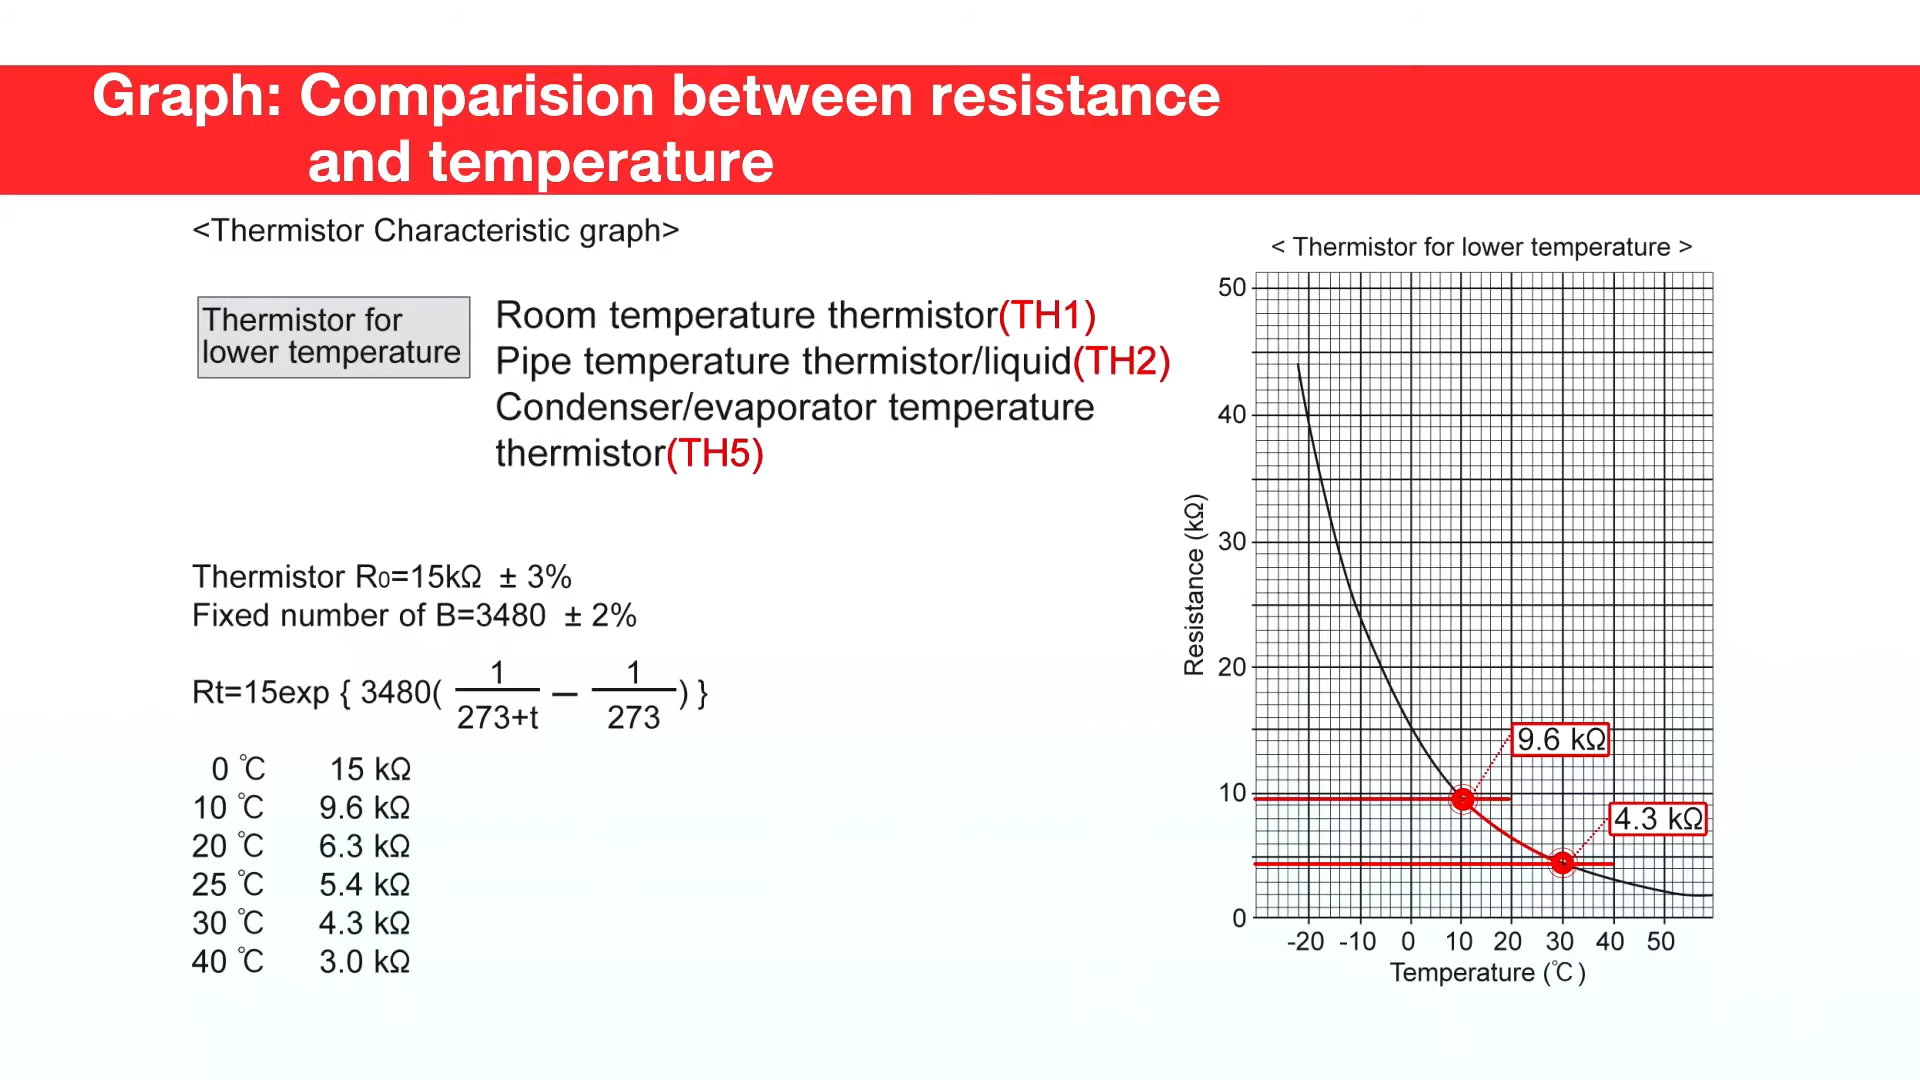 Graph: Comparision between resistance
and temperature
<Thermistor Characteristic graph>
Thermistor for
lower temperature
Room temperature thermistor(TH1)
Pipe temperature thermistor/liquid(TH2)
Condenser/evaporator temperature
thermistor(TH5)
Thermistor R0=15kΩ ± 3%
Fixed number of B=3480 ± 2%
Rt=15exp { 3480( 1/273+t — 1/273 ) }
0 ℃ 15 kΩ
10 ℃ 9.6 kΩ
20 ℃ 6.3 kΩ
25 ℃ 5.4 kΩ
30 ℃ 4.3 kΩ
40 ℃ 3.0 kΩ
< Thermistor for lower temperature >
50
40
30
20
10
0
Resistance (kΩ)
9.6 kΩ
4.3 kΩ
-20 -10 0 10 20 30 40 50
Temperature (℃)